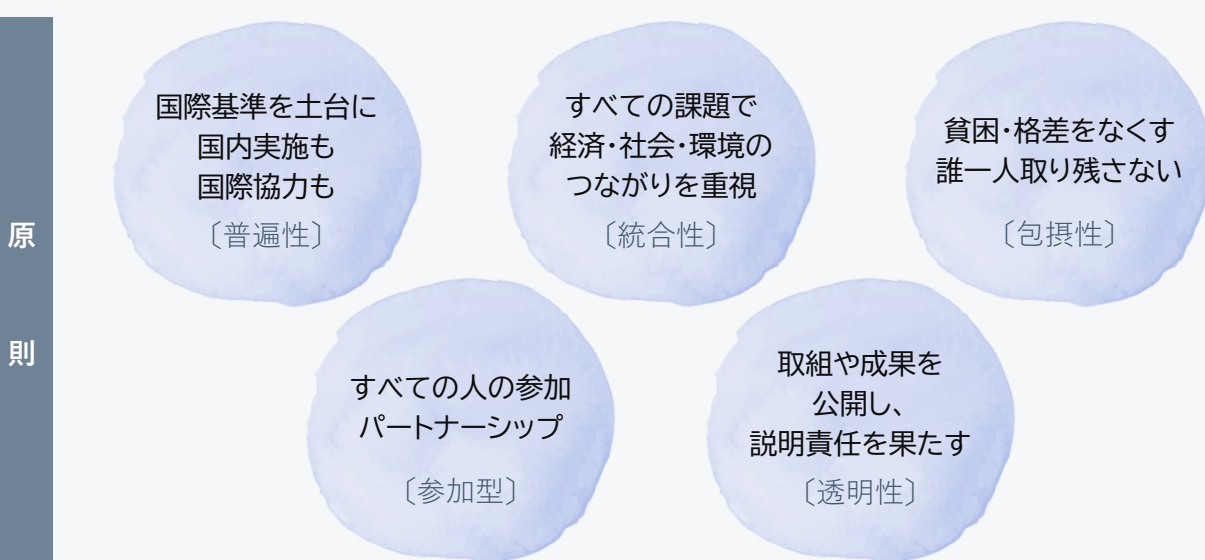 原
則
国際基準を土台に
国内実施も
国際協力も
〔普遍性〕
すべての課題で
経済・社会・環境の
つながりを重視
〔統合性〕
貧困・格差をなくす
誰一人取り残さない
〔包摂性〕
すべての人の参加
パートナーシップ
〔参加型〕
取組や成果を
公開し、
説明責任を果たす
〔透明性〕